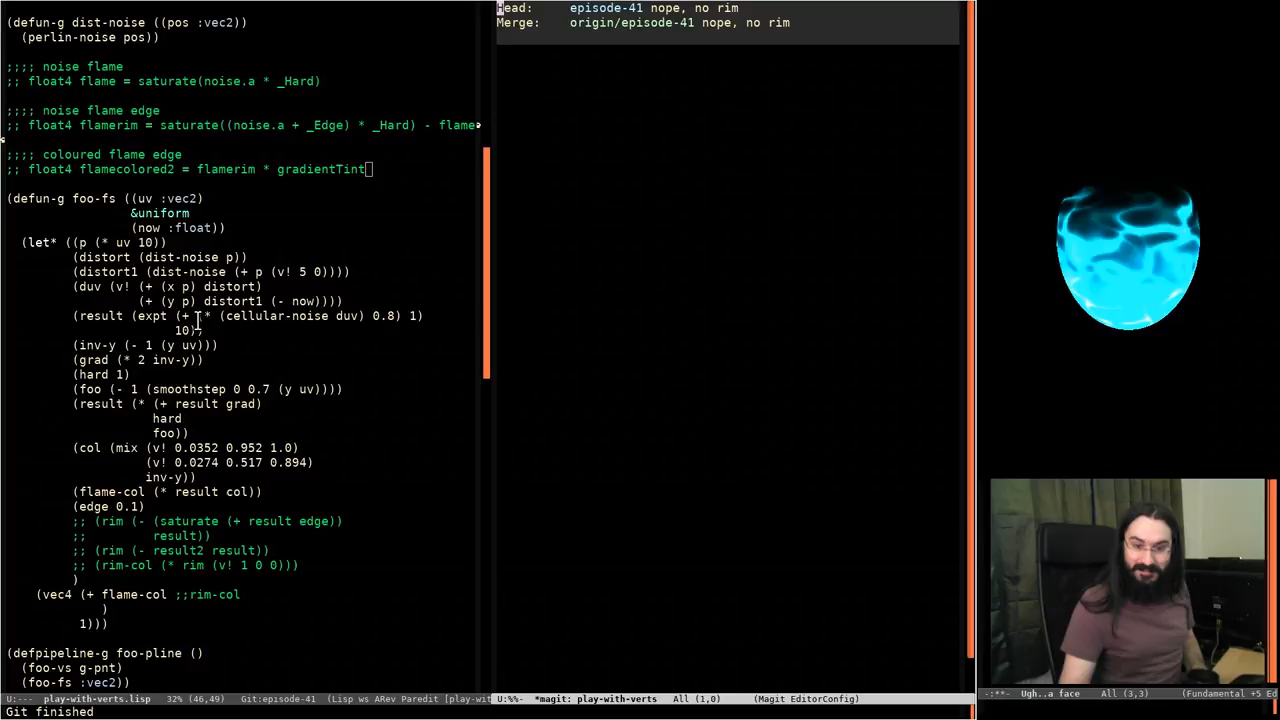 (defun-g dist-noise ((pos :vec2))
  (perlin-noise pos))
;;;; noise flame
;; float4 flame = saturate(noise.a * _Hard)
;;;; noise flame edge
;; float4 flamerim = saturate((noise.a + _Edge) * _Hard) - flame
;;;; coloured flame edge
;; float4 flamecolored2 = flamerim * gradientTint
(defun-g foo-fs ((uv :vec2)
                 &uniform
                 (now :float))
  (let* ((p (* uv 10))
         (distort (dist-noise p))
         (distort1 (dist-noise (+ p (v! 5 0))))
         (duv (v! (+ (x p) distort)
                  (+ (y p) distort1 (- now))))
         (result (expt (+ (* (cellular-noise duv) 0.8) 1)
                       10))
         (inv-y (- 1 (y uv)))
         (grad (* 2 inv-y))
         (hard 1)
         (foo (- 1 (smoothstep 0 0.7 (y uv))))
         (result (* (+ result grad)
                    hard
                    foo))
         (col (mix (v! 0.0352 0.952 1.0)
                   (v! 0.0274 0.517 0.894)
                   inv-y))
         (flame-col (* result col))
         (edge 0.1)
         ;; (rim (- (saturate (+ result edge))
         ;;         result))
         ;; (rim (- result2 result))
         ;; (rim-col (* rim (v! 1 0 0)))
         )
    (vec4 (+ flame-col ;;rim-col
             )
          1)))
(defpipeline-g foo-pline ()
  (foo-vs g-pnt)
  (foo-fs :vec2))
U:--- play-with-verts.lisp 32% (46,49) Git:episode-41 (Lisp ws ARev Paredit [play-wit
Git finished
Head: episode-41 nope, no rim
Merge: origin/episode-41 nope, no rim
U:%%- *magit: play-with-verts All (1,0) (Magit EditorConfig)
-:**- Ugh..a face All (3,3) (Fundamental +5 Ed